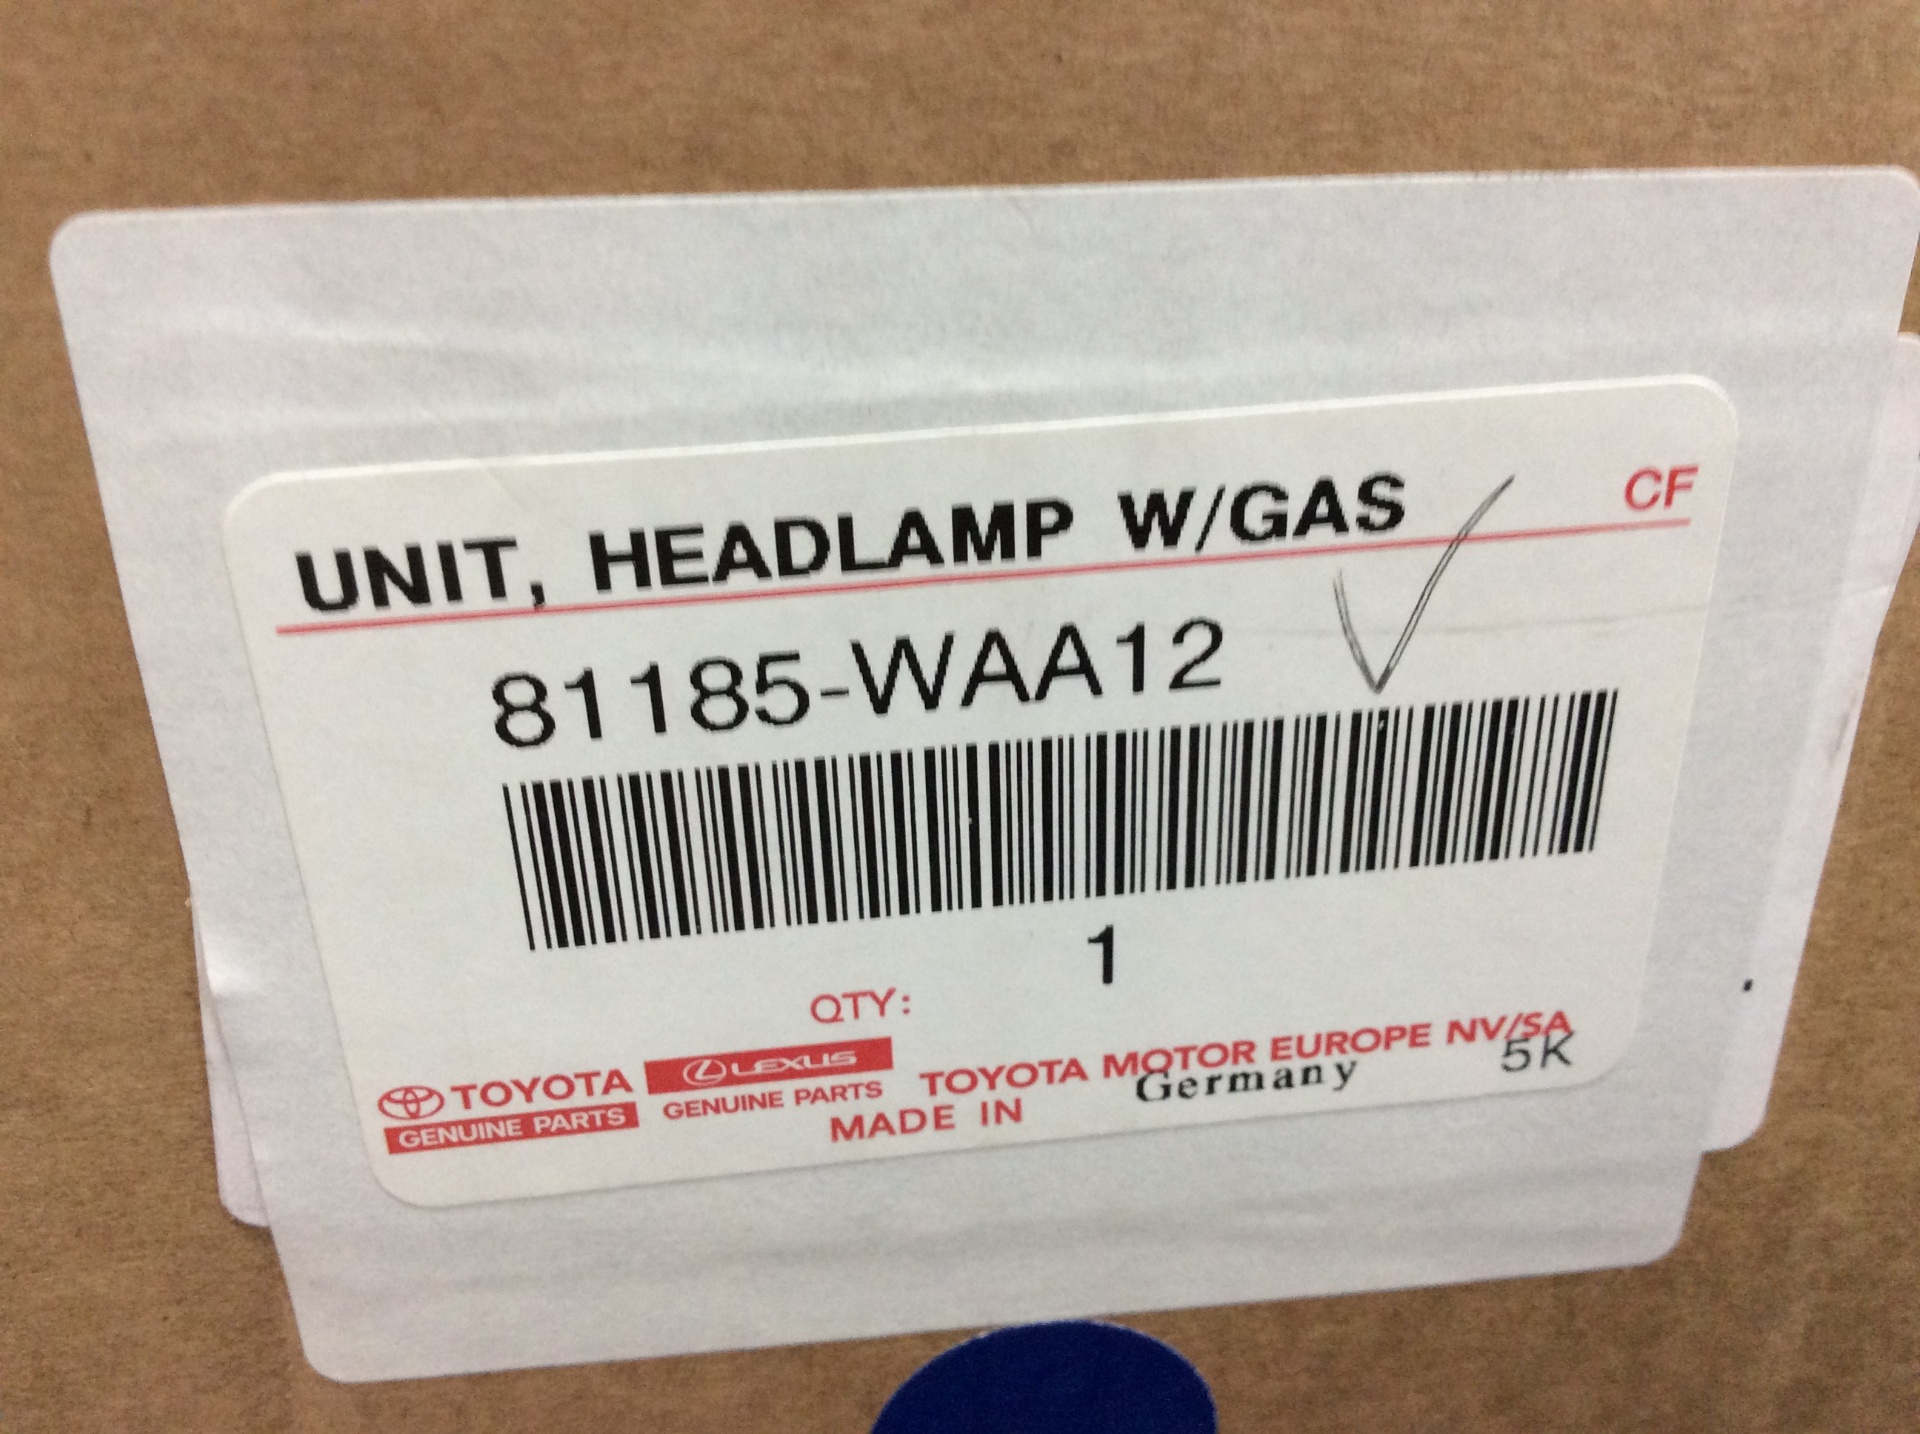 UNIT, HEADLAMP W/GAS CF
81185-WAA12
1
QTY:
TOYOTA LEXUS TOYOTA MOTOR EUROPE NV/SA
GENUINE PARTS GENUINE PARTS Germany 5K
MADE IN